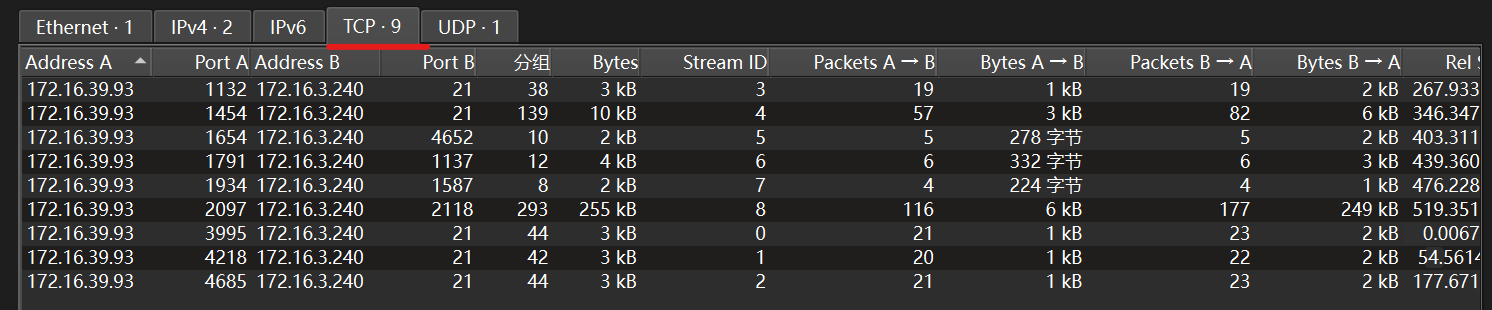 Ethernet · 1 IPv4 · 2 IPv6 TCP · 9 UDP · 1
Address A Port A Address B Port B 分组 Bytes Stream ID Packets A → B Bytes A → B Packets B → A Bytes B → A Rel
172.16.39.93 1132 172.16.3.240 21 38 3 kB 3 19 1 kB 19 2 kB 267.933
172.16.39.93 1454 172.16.3.240 21 139 10 kB 4 57 3 kB 82 6 kB 346.347
172.16.39.93 1654 172.16.3.240 4652 10 2 kB 5 5 278 字节 5 2 kB 403.311
172.16.39.93 1791 172.16.3.240 1137 12 4 kB 6 6 332 字节 6 3 kB 439.360
172.16.39.93 1934 172.16.3.240 1587 8 2 kB 7 4 224 字节 4 1 kB 476.228
172.16.39.93 2097 172.16.3.240 2118 293 255 kB 8 116 6 kB 177 249 kB 519.351
172.16.39.93 3995 172.16.3.240 21 44 3 kB 0 21 1 kB 23 2 kB 0.0067
172.16.39.93 4218 172.16.3.240 21 42 3 kB 1 20 1 kB 22 2 kB 54.5614
172.16.39.93 4685 172.16.3.240 21 44 3 kB 2 21 1 kB 23 2 kB 177.671